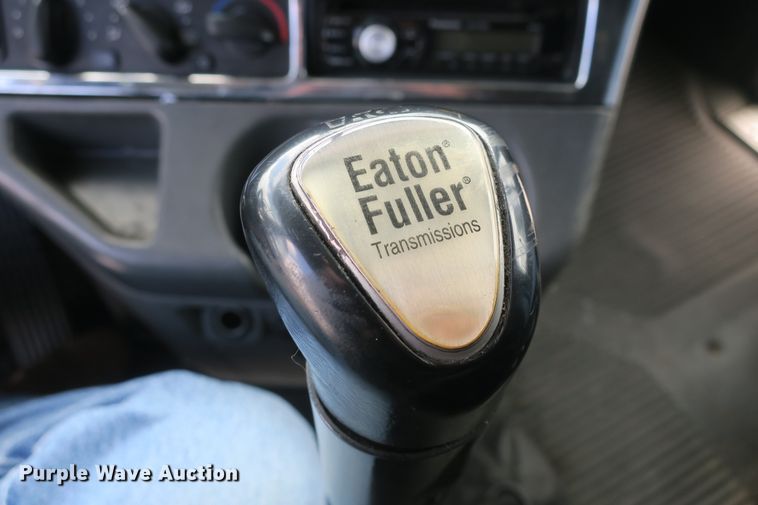 Eaton®
Fuller®
Transmissions
Purple Wave Auction